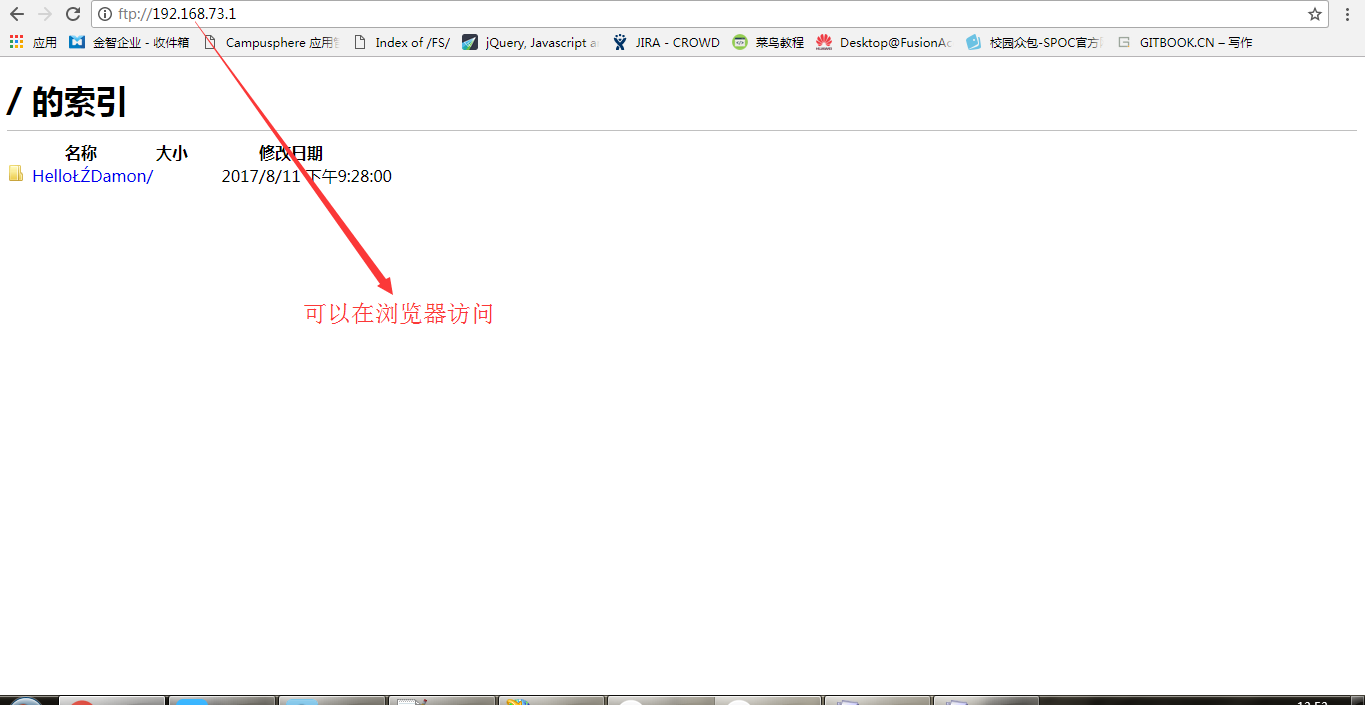 ftp://192.168.73.1
应用 金智企业 - 收件箱 Campusphere 应用 Index of /FS/ jQuery, Javascript a JIRA - CROWD 菜鸟教程 Desktop@FusionAc 校园众包-SPOC官方 GITBOOK.CN – 写作
/ 的索引
名称 大小 修改日期
HelloŁŹDamon/ 2017/8/11 下午9:28:00
可以在浏览器访问